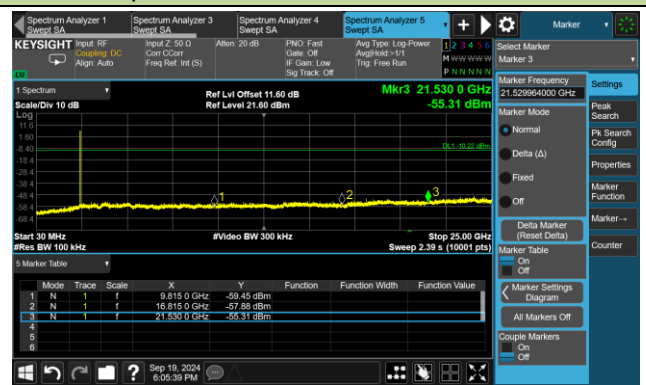 Spectrum Analyzer 1
Swept SA
Spectrum Analyzer 3
Swept SA
Spectrum Analyzer 4
Swept SA
Spectrum Analyzer 5
Swept SA
Marker
KEYSIGHT
Input: RF
Coupling: DC
Align: Auto
Input Z: 50 Ω
Corr CCorr
Freq Ref: Int (S)
Atten: 20 dB
PNO: Fast
Gate: Off
IF Gain: Low
Sig Track: Off
Avg Type: Log-Power
Avg|Hold:>1/1
Trig: Free Run
1 2 3 4 5 6
M W W W W W
P N N N N N
Select Marker
Marker 3
1 Spectrum
Scale/Div 10 dB
Ref Lvl Offset 11.60 dB
Ref Level 21.60 dBm
Mkr3 21.530 0 GHz
-55.31 dBm
Log
11.6
1.60
-8.40
-18.4
-28.4
-38.4
-48.4
-58.4
-68.4
DL1 -10.22 dBm
1
2
3
Start 30 MHz
#Res BW 100 kHz
#Video BW 300 kHz
Stop 25.00 GHz
Sweep 2.39 s (10001 pts)
5 Marker Table
Mode Trace Scale X Y Function Function Width Function Value
1 N 1 f 9.815 0 GHz -59.45 dBm
2 N 1 f 16.815 0 GHz -57.88 dBm
3 N 1 f 21.530 0 GHz -55.31 dBm
4
5
6
Marker Frequency
21.529964000 GHz
Marker Mode
Normal
Delta (Δ)
Fixed
Off
Delta Marker
(Reset Delta)
Marker Table
On
Off
Marker Settings
Diagram
All Markers Off
Couple Markers
On
Off
Settings
Peak
Search
Pk Search
Config
Properties
Marker
Function
Marker→
Counter
Sep 19, 2024
6:05:39 PM